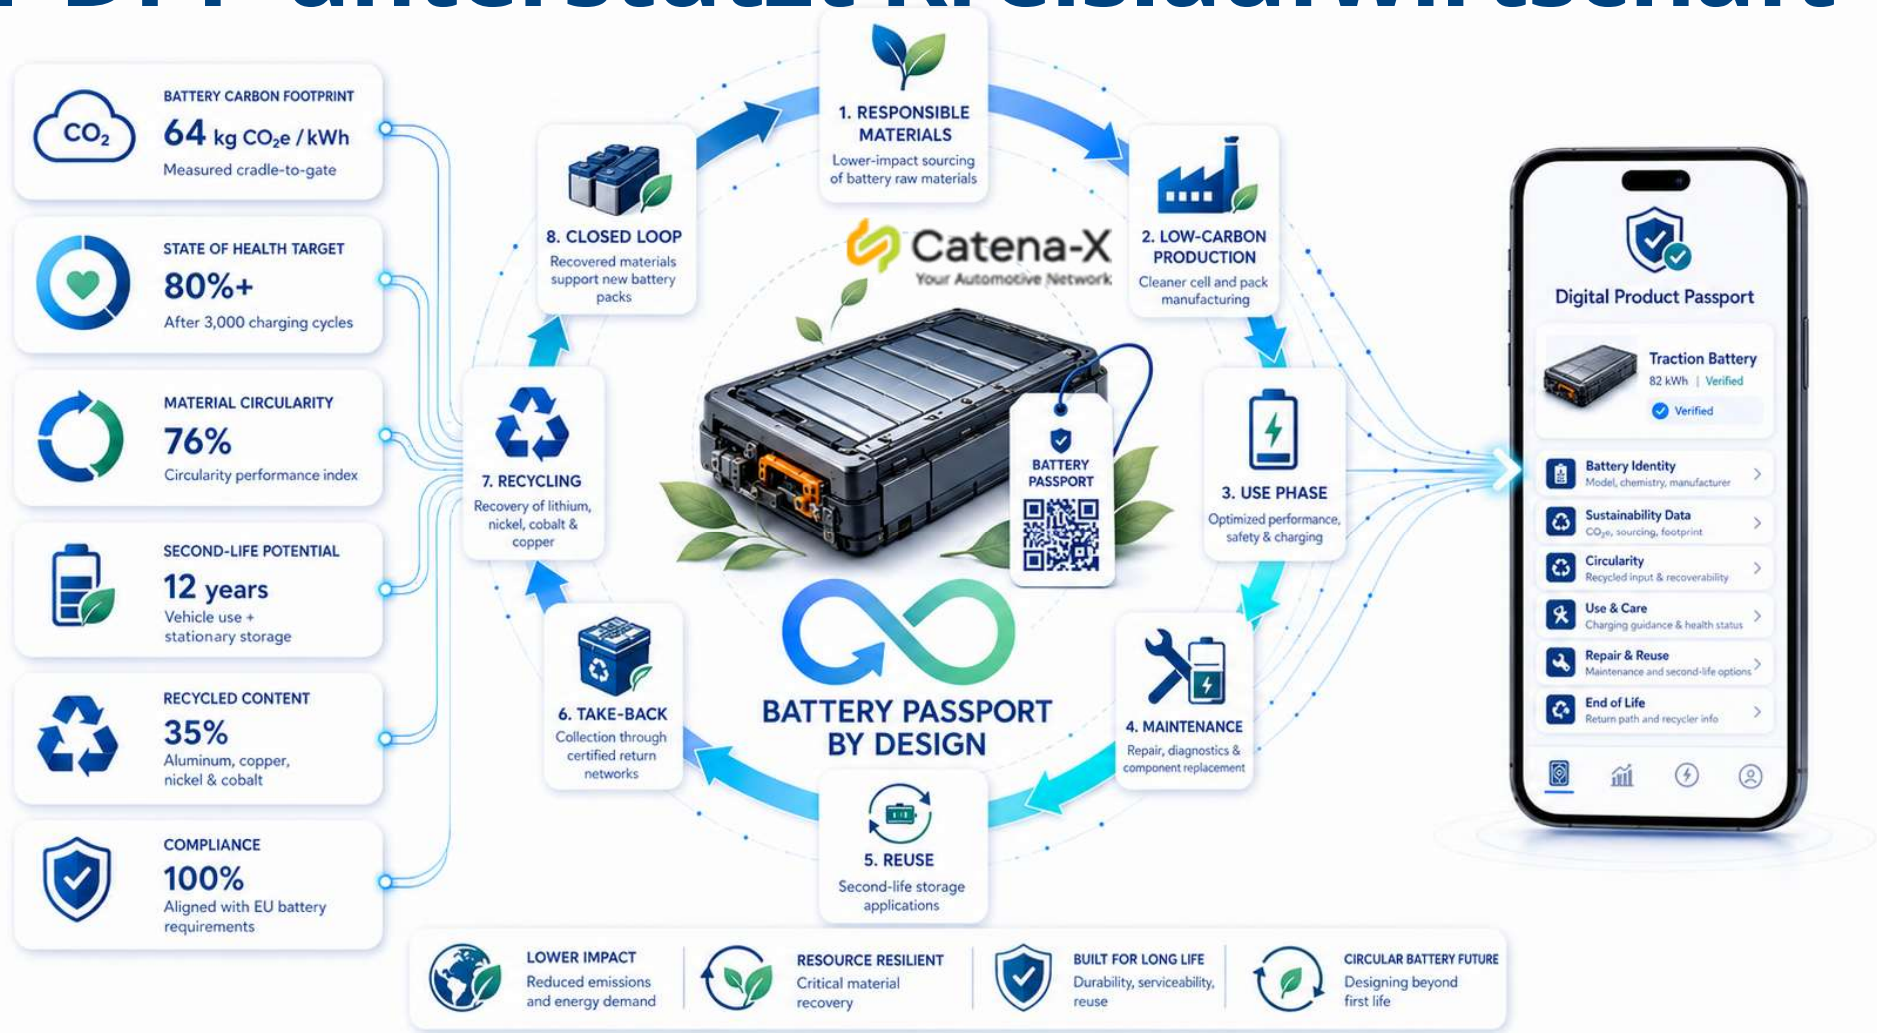 DPP unterstützt Kreislaufwirtschaft
BATTERY CARBON FOOTPRINT
64 kg CO₂e / kWh
Measured cradle-to-gate
CO₂
STATE OF HEALTH TARGET
80%+
After 3,000 charging cycles
MATERIAL CIRCULARITY
76%
Circularity performance index
SECOND-LIFE POTENTIAL
12 years
Vehicle use +
stationary storage
RECYCLED CONTENT
35%
Aluminum, copper,
nickel & cobalt
COMPLIANCE
100%
Aligned with EU battery
requirements
1. RESPONSIBLE
MATERIALS
Lower-impact sourcing
of battery raw materials
2. LOW-CARBON
PRODUCTION
Cleaner cell and pack
manufacturing
3. USE PHASE
Optimized performance,
safety & charging
4. MAINTENANCE
Repair, diagnostics &
component replacement
5. REUSE
Second-life storage
applications
6. TAKE-BACK
Collection through
certified return
networks
7. RECYCLING
Recovery of lithium,
nickel, cobalt &
copper
8. CLOSED LOOP
Recovered materials
support new battery
packs
Catena-X
Your Automotive Network
BATTERY
PASSPORT
BATTERY PASSPORT
BY DESIGN
Digital Product Passport
Traction Battery
82 kWh | Verified
Verified
Battery Identity
Model, chemistry, manufacturer
Sustainability Data
CO₂e, sourcing, footprint
Circularity
Recycled input & recoverability
Use & Care
Charging guidance & health status
Repair & Reuse
Maintenance and second-life options
End of Life
Return path and recycler info
LOWER IMPACT
Reduced emissions
and energy demand
RESOURCE RESILIENT
Critical material
recovery
BUILT FOR LONG LIFE
Durability, serviceability,
reuse
CIRCULAR BATTERY FUTURE
Designing beyond
first life